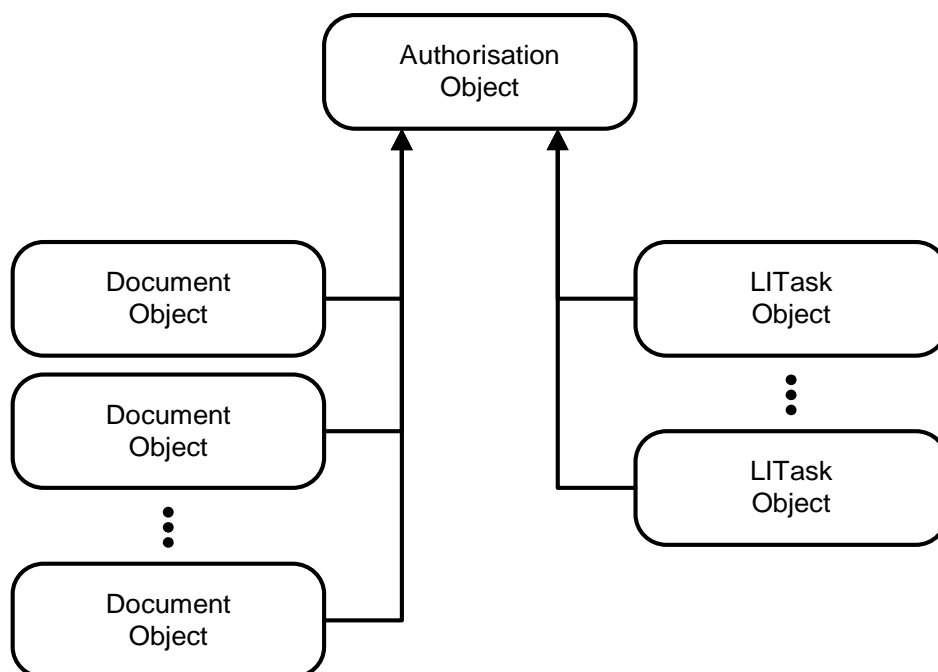 Authorisation
Object
Document
Object
LITask
Object
Document
Object
LITask
Object
Document
Object